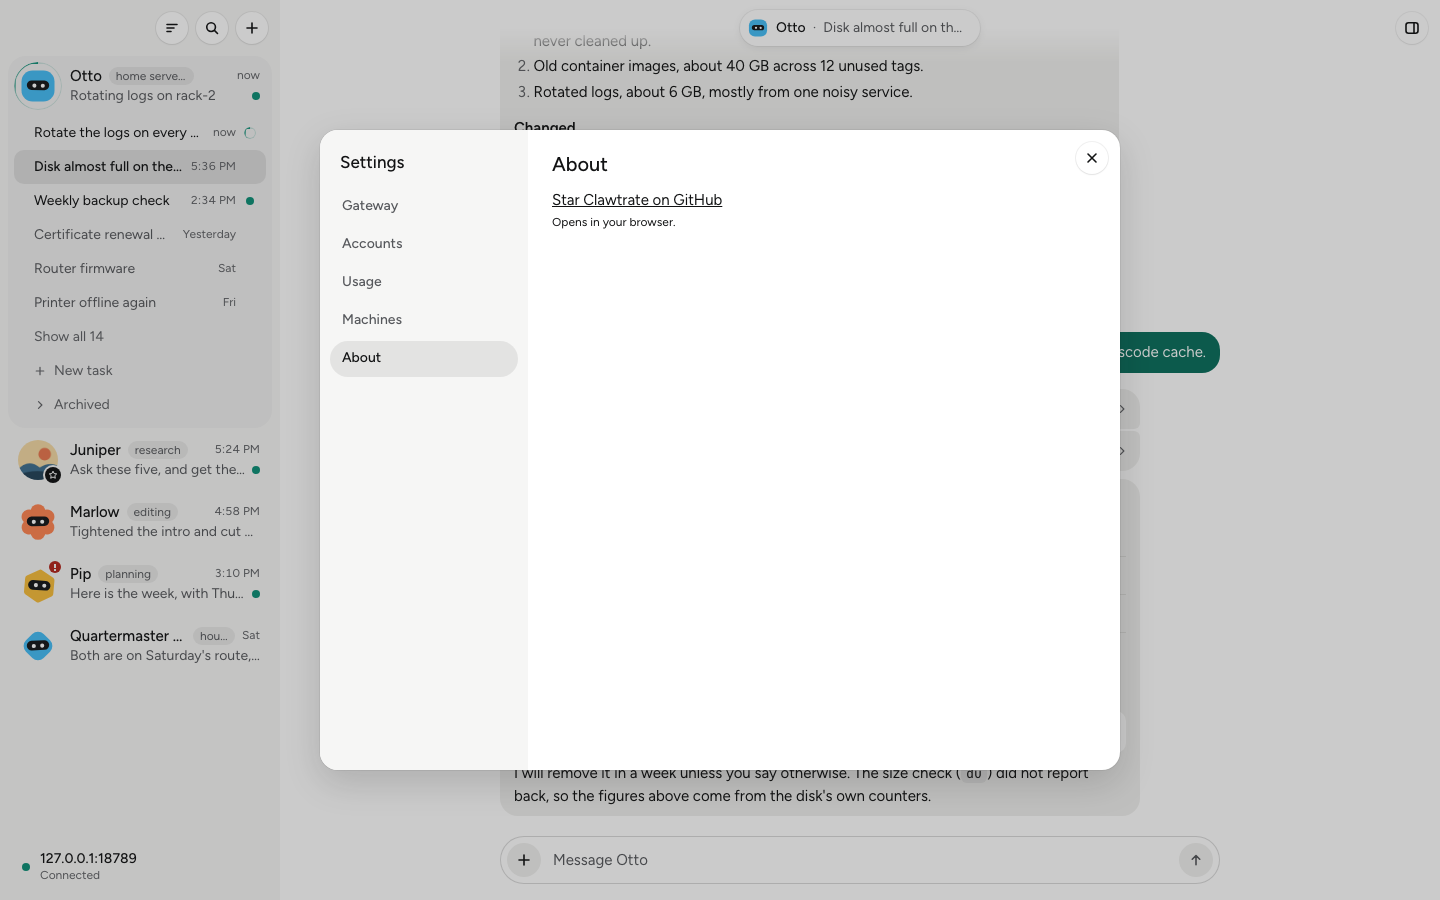 Otto · Disk almost full on th...
Otto home serve... now
Rotating logs on rack-2
Rotate the logs on every ... now
Disk almost full on the... 5:36 PM
Weekly backup check 2:34 PM
Certificate renewal ... Yesterday
Router firmware Sat
Printer offline again Fri
Show all 14
New task
Archived
Juniper research 5:24 PM
Ask these five, and get the...
Marlow editing 4:58 PM
Tightened the intro and cut ...
Pip planning 3:10 PM
Here is the week, with Thu...
Quartermaster ... hou... Sat
Both are on Saturday's route,...
127.0.0.1:18789
Connected
never cleaned up.
2. Old container images, about 40 GB across 12 unused tags.
3. Rotated logs, about 6 GB, mostly from one noisy service.
Changed
Settings
Gateway
Accounts
Usage
Machines
About
About
Star Clawtrate on GitHub
Opens in your browser.
scode cache.
I will remove it in a week unless you say otherwise. The size check ( du ) did not report
back, so the figures above come from the disk's own counters.
Message Otto